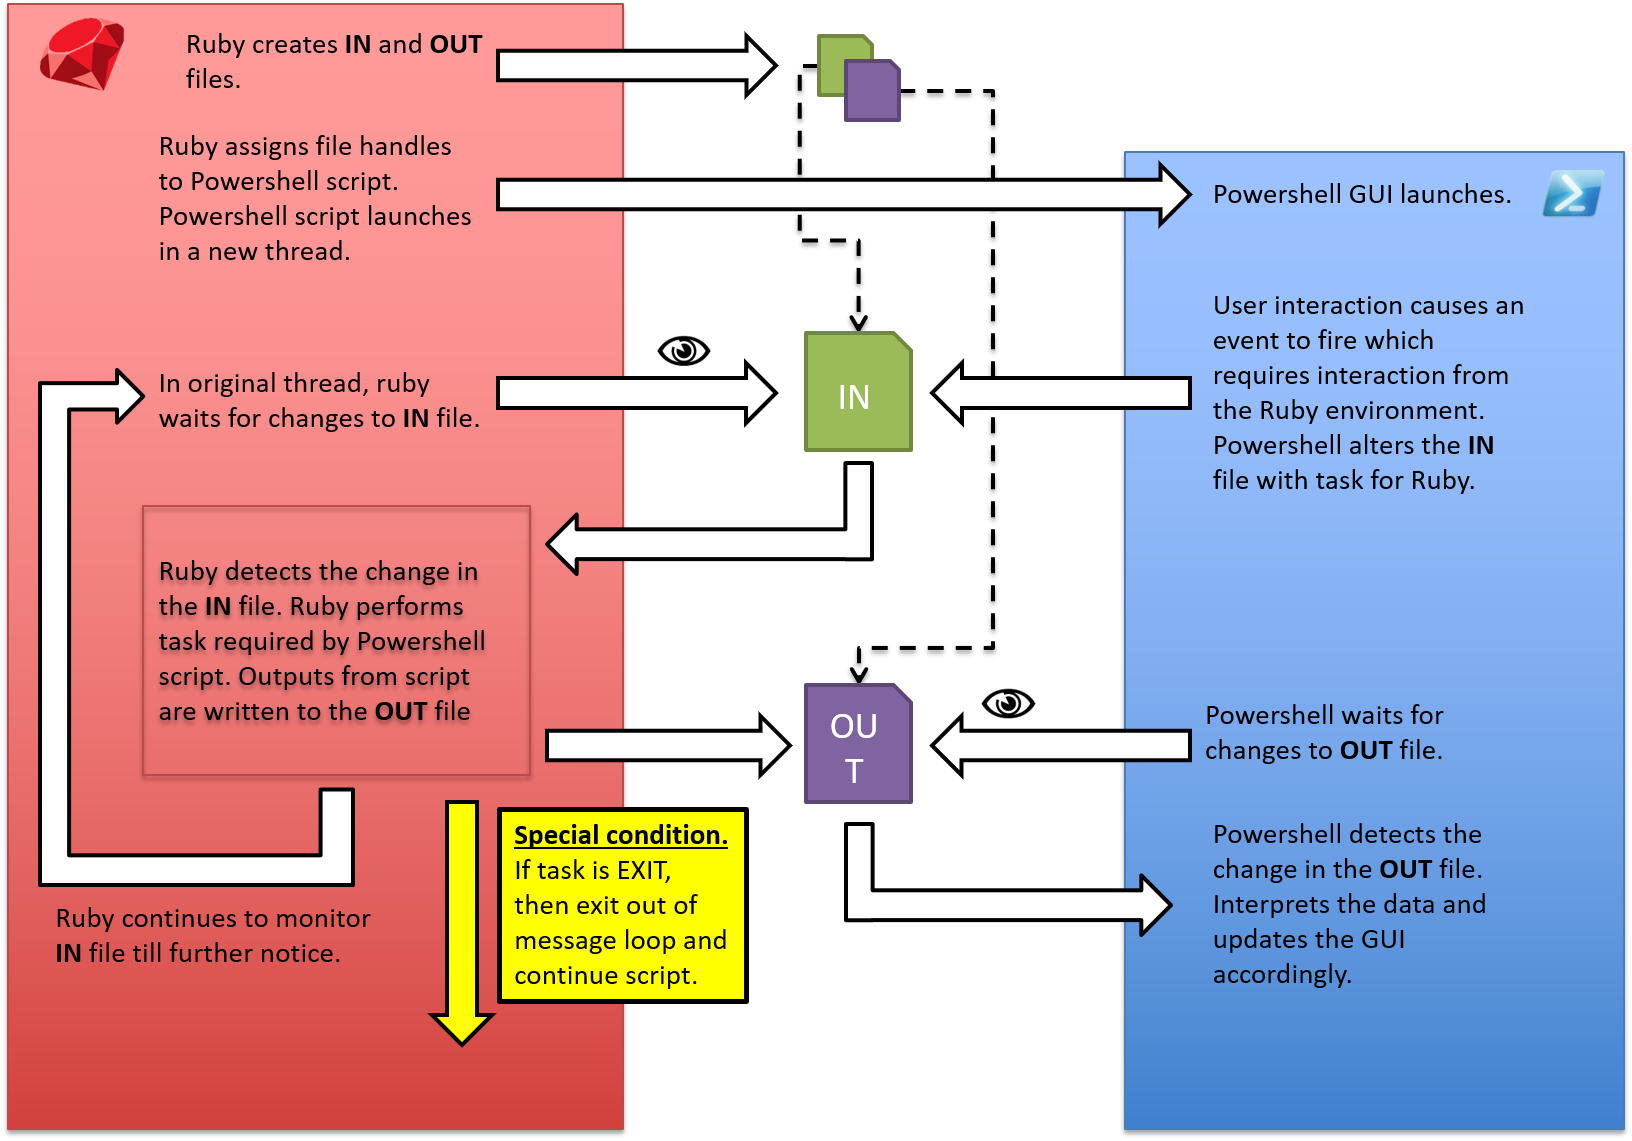 Ruby creates IN and OUT
files.
Ruby assigns file handles
to Powershell script.
Powershell script launches
in a new thread.
Powershell GUI launches.
In original thread, ruby
waits for changes to IN file.
IN
User interaction causes an
event to fire which
requires interaction from
the Ruby environment.
Powershell alters the IN
file with task for Ruby.
Ruby detects the change in
the IN file. Ruby performs
task required by Powershell
script. Outputs from script
are written to the OUT file
OU
T
Powershell waits for
changes to OUT file.
Special condition.
If task is EXIT,
then exit out of
message loop and
continue script.
Powershell detects the
change in the OUT file.
Interprets the data and
updates the GUI
accordingly.
Ruby continues to monitor
IN file till further notice.